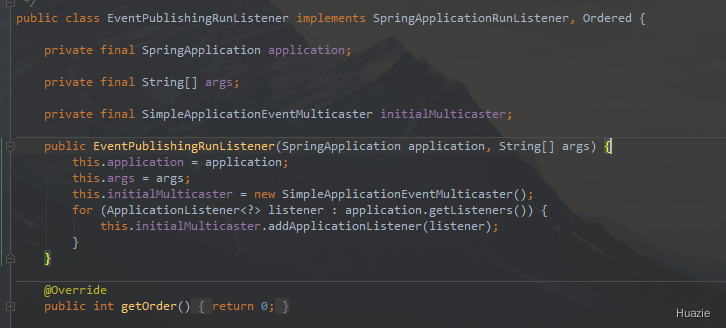 */
public class EventPublishingRunListener implements SpringApplicationRunListener, Ordered {
private final SpringApplication application;
private final String[] args;
private final SimpleApplicationEventMulticaster initialMulticaster;
public EventPublishingRunListener(SpringApplication application, String[] args) {
this.application = application;
this.args = args;
this.initialMulticaster = new SimpleApplicationEventMulticaster();
for (ApplicationListener<?> listener : application.getListeners()) {
this.initialMulticaster.addApplicationListener(listener);
}
}
@Override
public int getOrder() { return 0; }
Huazie